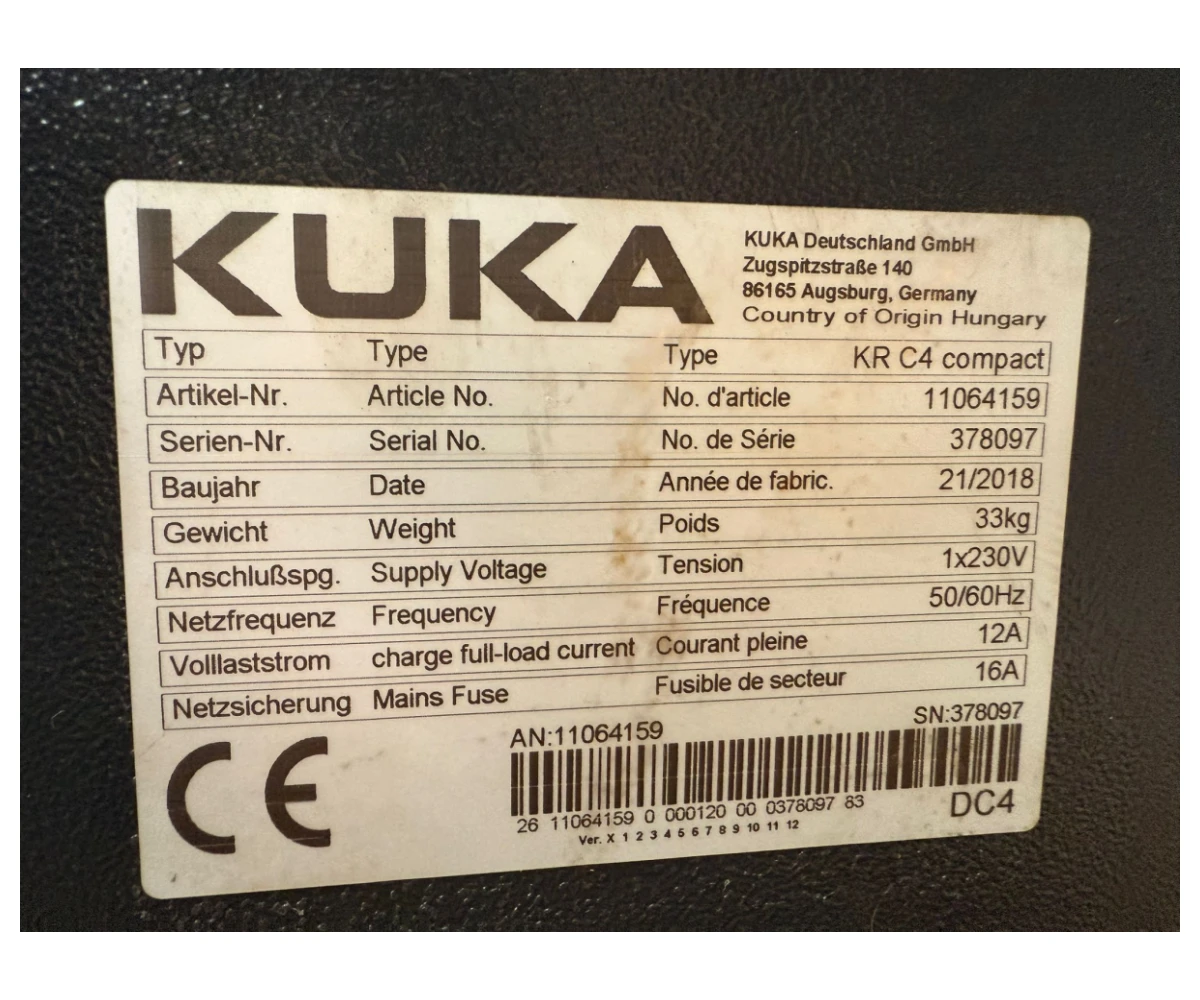 KUKA
KUKA Deutschland GmbH
Zugspitzstraße 140
86165 Augsburg, Germany
Country of Origin Hungary
Typ Type Type KR C4 compact
Artikel-Nr. Article No. No. d'article 11064159
Serien-Nr. Serial No. No. de Série 378097
Baujahr Date Année de fabric. 21/2018
Gewicht Weight Poids 33kg
Anschlußspg. Supply Voltage Tension 1x230V
Netzfrequenz Frequency Fréquence 50/60Hz
Volllaststrom charge full-load current Courant pleine 12A
Netzsicherung Mains Fuse Fusible de secteur 16A
CE
AN:11064159 SN:378097
26 11064159 0 000120 00 0378097 83
DC4
Ver. X 1 2 3 4 5 6 7 8 9 10 11 12